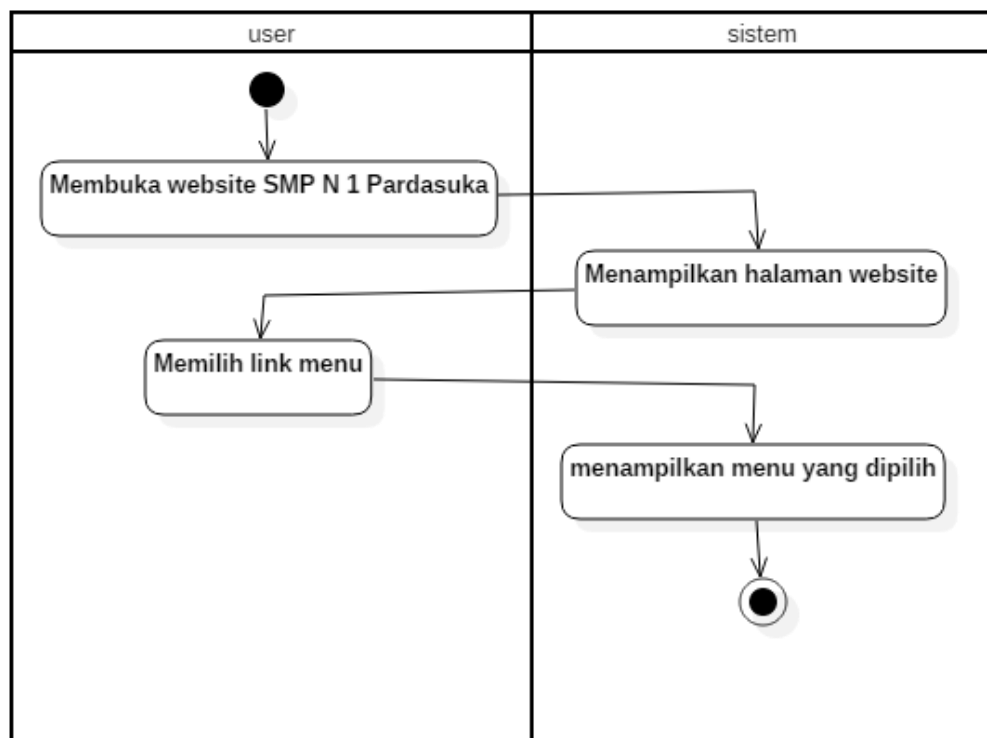 user
sistem
Membuka website SMP N 1 Pardasuka
Menampilkan halaman website
Memilih link menu
menampilkan menu yang dipilih